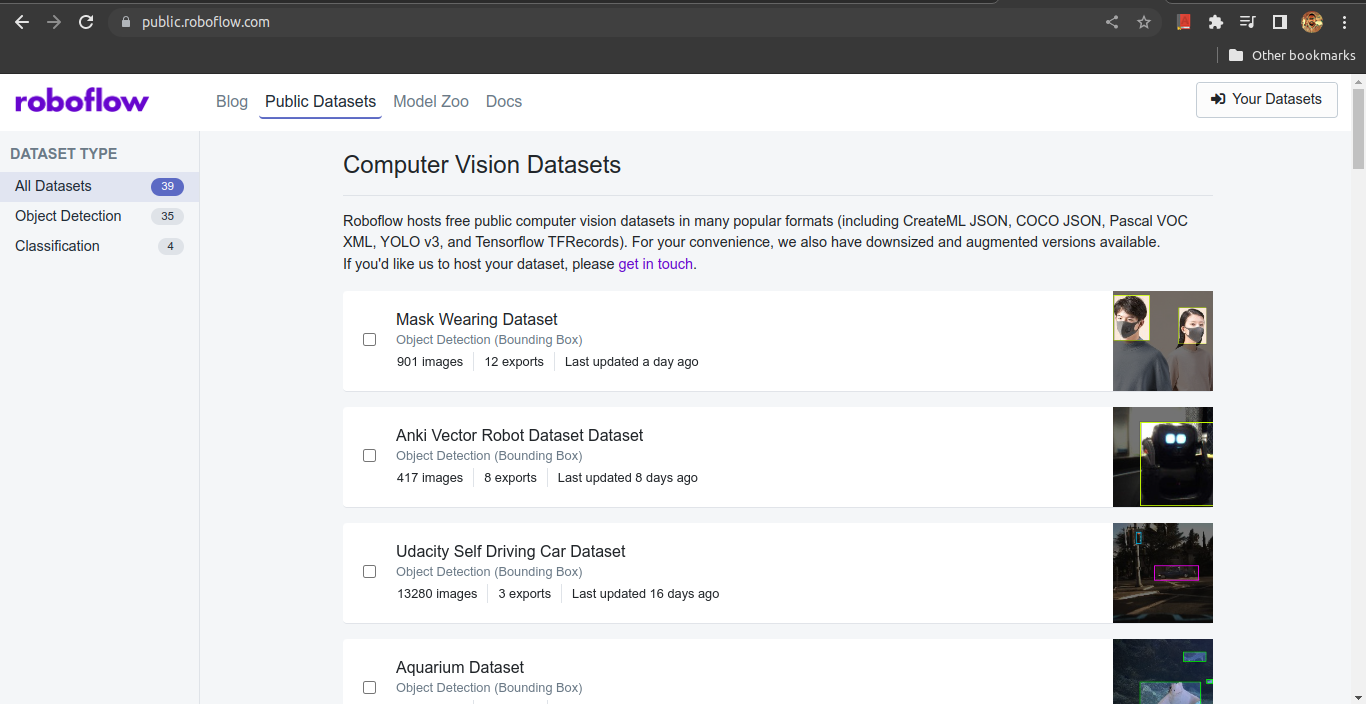 public.roboflow.com
Other bookmarks
roboflow
Blog
Public Datasets
Model Zoo
Docs
Your Datasets
DATASET TYPE
All Datasets 39
Object Detection 35
Classification 4
Computer Vision Datasets
Roboflow hosts free public computer vision datasets in many popular formats (including CreateML JSON, COCO JSON, Pascal VOC
XML, YOLO v3, and Tensorflow TFRecords). For your convenience, we also have downsized and augmented versions available.
If you'd like us to host your dataset, please get in touch.
Mask Wearing Dataset
Object Detection (Bounding Box)
901 images 12 exports Last updated a day ago
Anki Vector Robot Dataset Dataset
Object Detection (Bounding Box)
417 images 8 exports Last updated 8 days ago
Udacity Self Driving Car Dataset
Object Detection (Bounding Box)
13280 images 3 exports Last updated 16 days ago
Aquarium Dataset
Object Detection (Bounding Box)